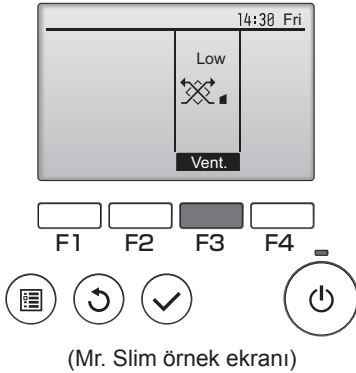 14:30 Fri
Low
Vent.
F1 F2 F3 F4
(Mr. Slim örnek ekranı)